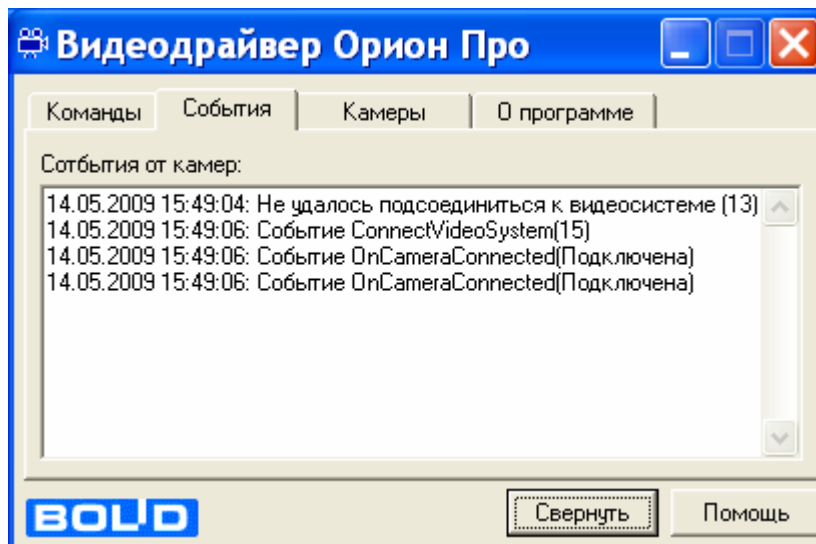 Видеодрайвер Орион Про
Команды События Камеры О программе
Сотбытия от камер:
14.05.2009 15:49:04: Не удалось подсоединиться к видеосистеме (13)
14.05.2009 15:49:06: Событие ConnectVideoSystem(15)
14.05.2009 15:49:06: Событие OnCameraConnected(Подключена)
14.05.2009 15:49:06: Событие OnCameraConnected(Подключена)
BOLID Свернуть Помощь